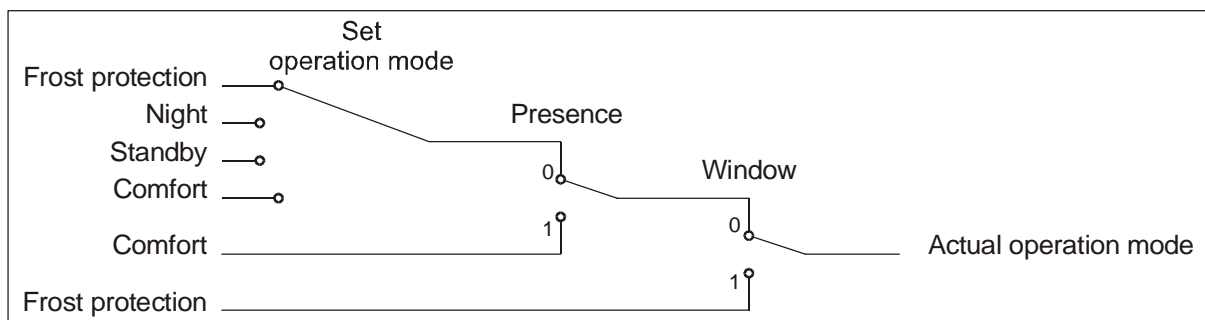 Set
operation mode
Frost protection
Night
Standby
Comfort
Comfort
Frost protection
Presence
0
1
Window
0
1
Actual operation mode